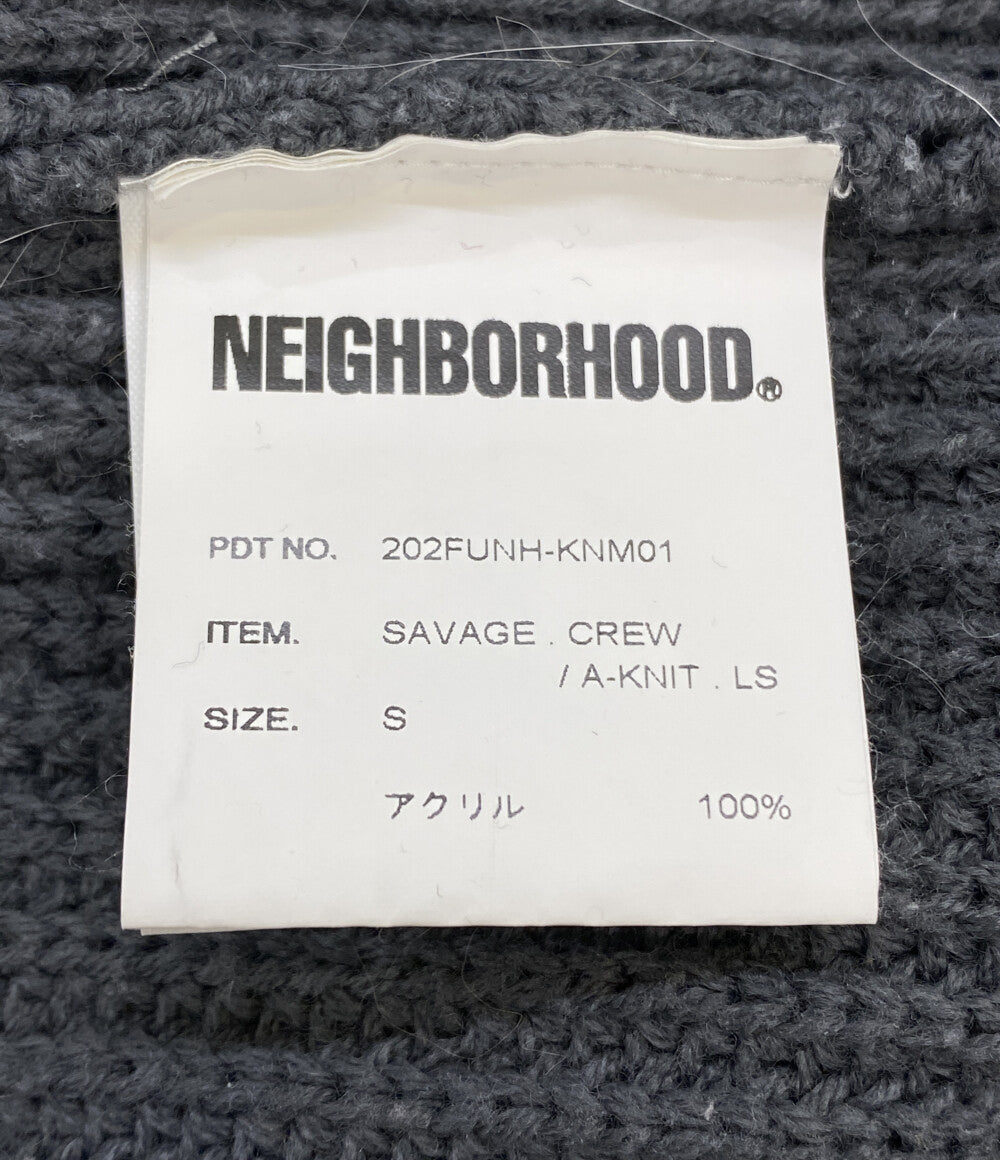 NEIGHBORHOOD®
PDT NO. 202FUNH-KNM01
ITEM. SAVAGE . CREW
/ A-KNIT . LS
SIZE. S
アクリル 100%